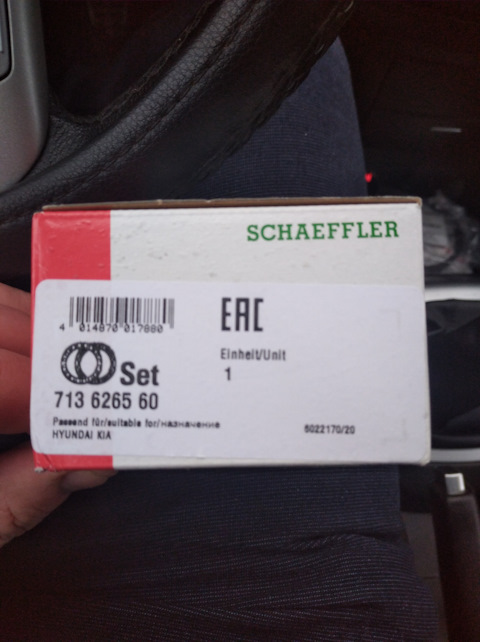 SCHAEFFLER
4 014870 017880
EAC
Einheit/Unit
1
Set
713 6265 60
Passend für/suitable for/назначение
HYUNDAI KIA
5022170/20